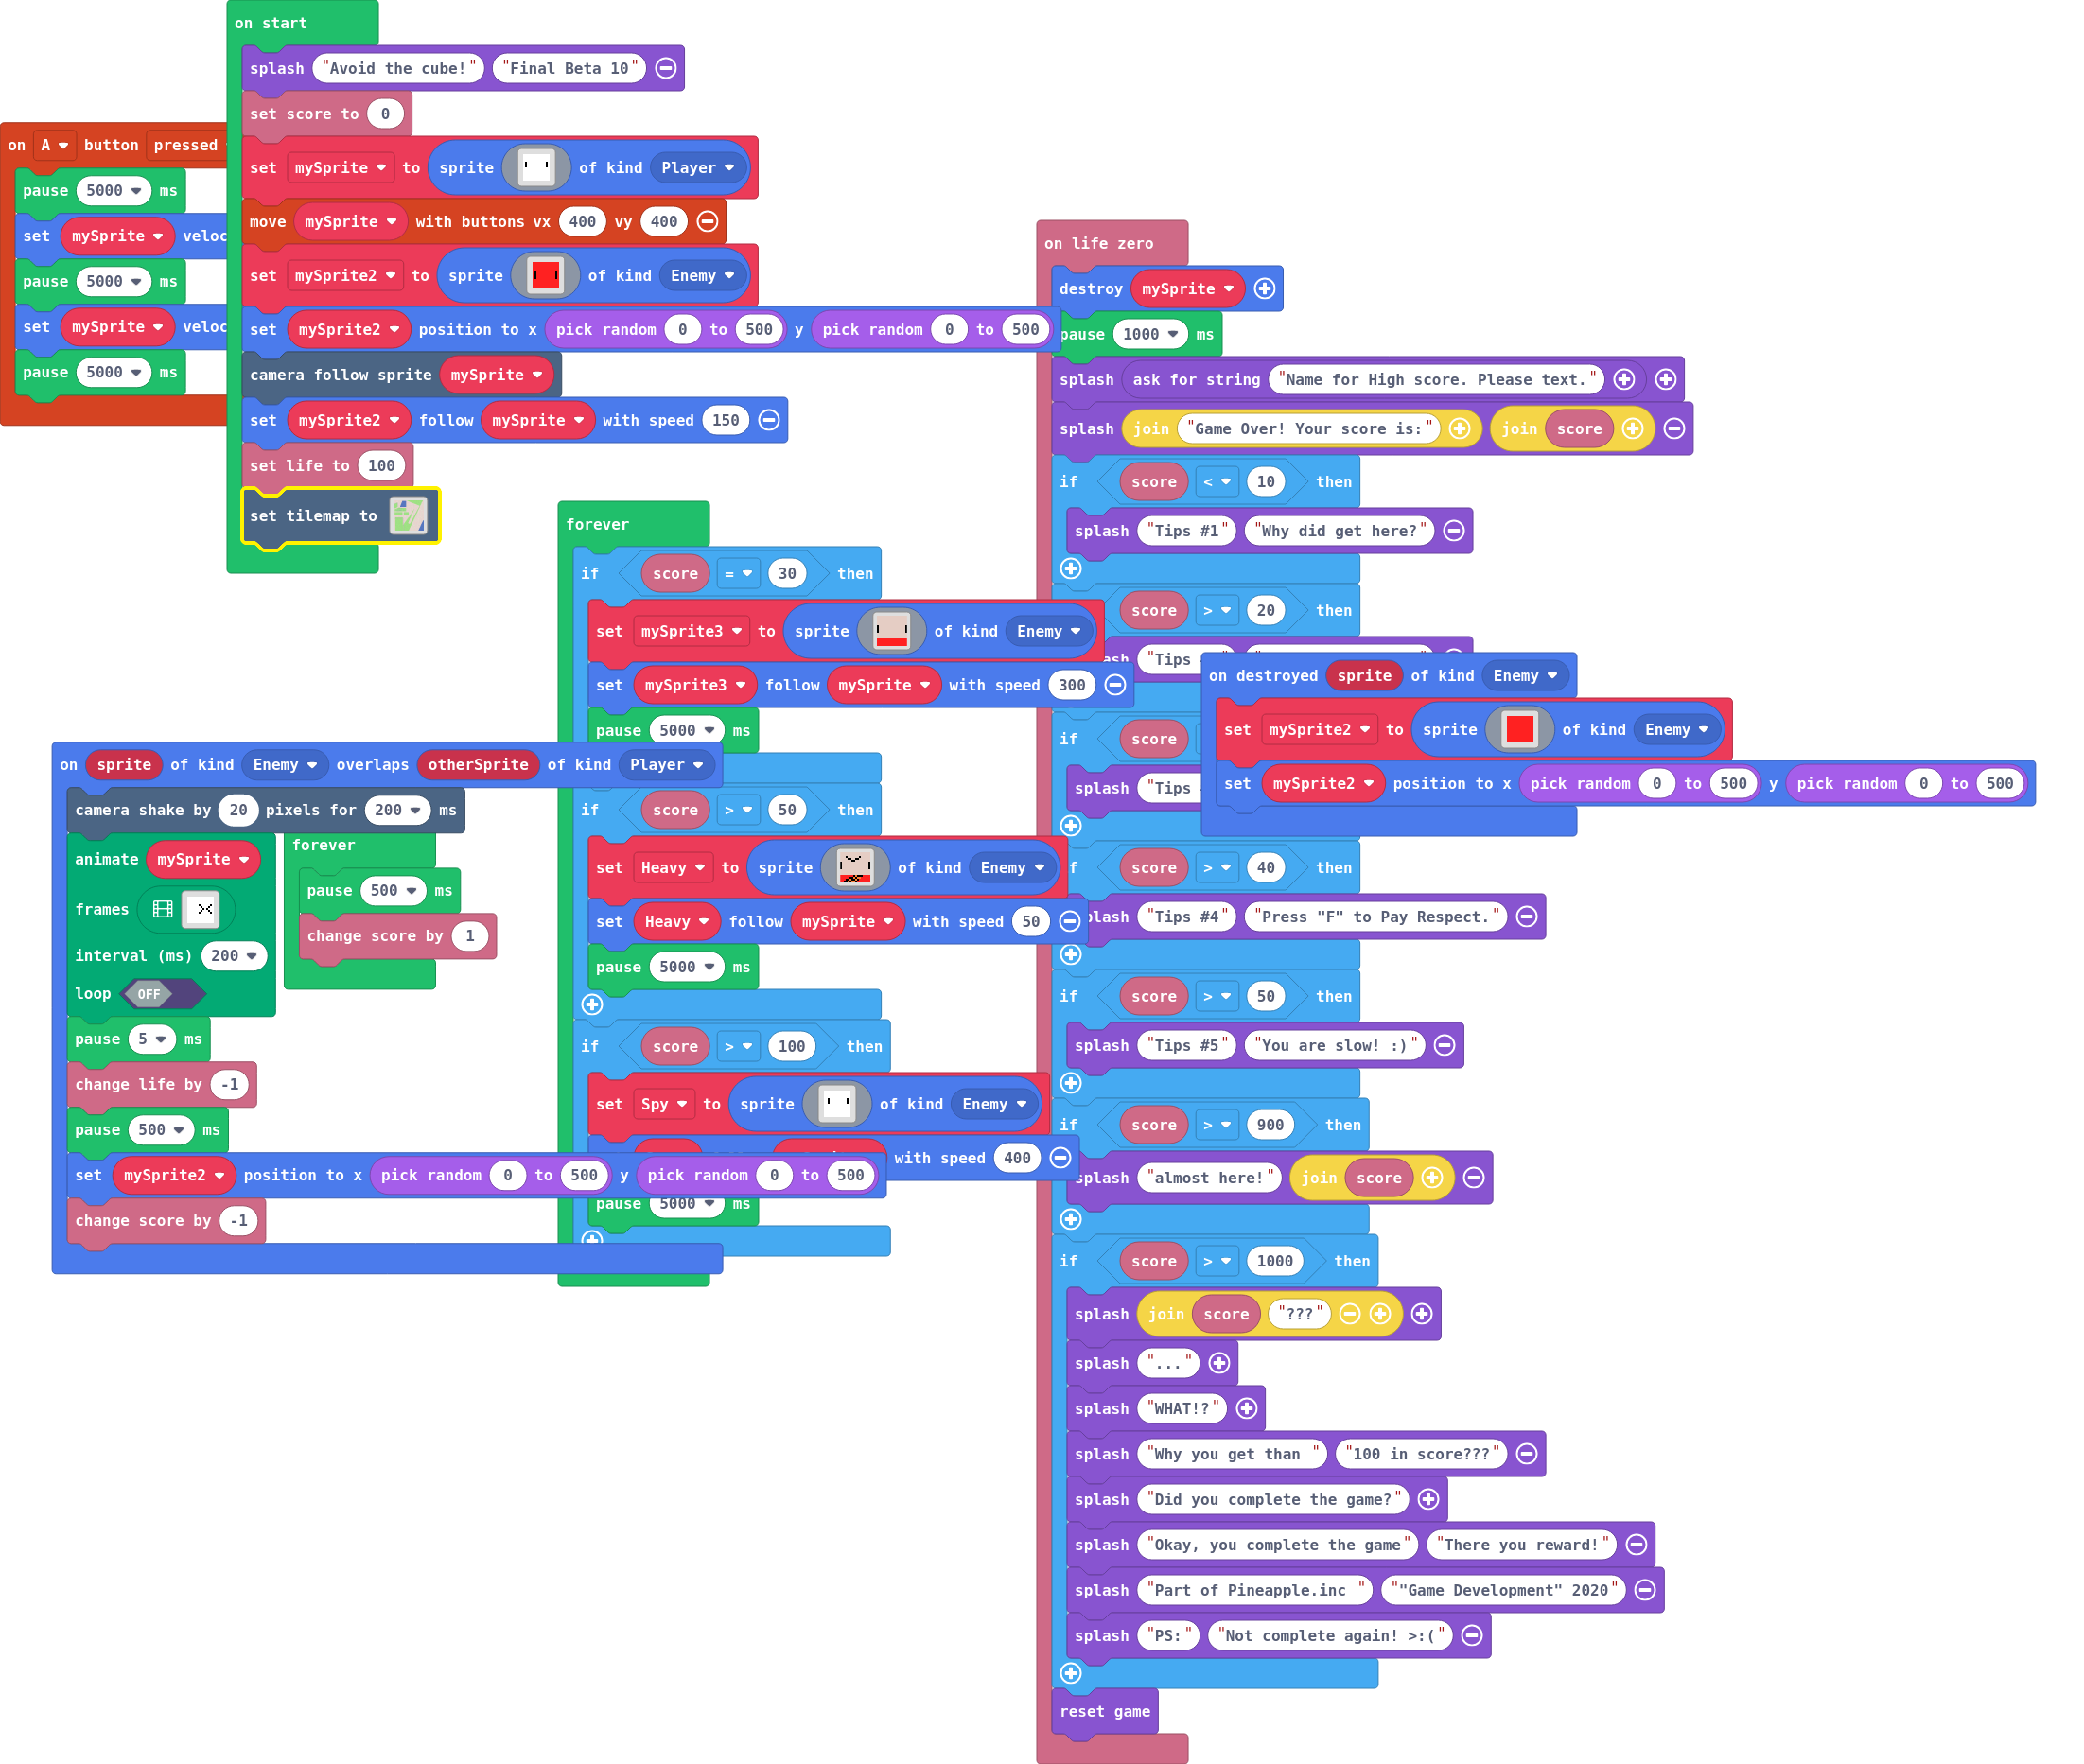 on start
splash "Avoid the cube!" "Final Beta 10"
set score to 0
set mySprite to sprite of kind Player
move mySprite with buttons vx 400 vy 400
set mySprite2 to sprite of kind Enemy
set mySprite2 position to x pick random 0 to 500 y pick random 0 to 500
camera follow sprite mySprite
set mySprite2 follow mySprite with speed 150
set life to 100
set tilemap to
on A button pressed
pause 5000 ms
set mySprite veloc
pause 5000 ms
set mySprite veloc
pause 5000 ms
forever
if score = 30 then
set mySprite3 to sprite of kind Enemy
set mySprite3 follow mySprite with speed 300
pause 5000 ms
if score > 50 then
set Heavy to sprite of kind Enemy
set Heavy follow mySprite with speed 50
pause 5000 ms
if score > 100 then
set Spy to sprite of kind Enemy
with speed 400
pause 5000 ms
on sprite of kind Enemy overlaps otherSprite of kind Player
camera shake by 20 pixels for 200 ms
animate mySprite
frames
interval (ms) 200
loop OFF
pause 5 ms
change life by -1
pause 500 ms
set mySprite2 position to x pick random 0 to 500 y pick random 0 to 500
change score by -1
forever
pause 500 ms
change score by 1
on life zero
destroy mySprite
pause 1000 ms
splash ask for string "Name for High score. Please text."
splash join "Game Over! Your score is:" join score
if score < 10 then
splash "Tips #1" "Why did get here?"
score > 20 then
"Tips
if score
splash "Tips
score > 40 then
"Tips #4" "Press "F" to Pay Respect."
if score > 50 then
splash "Tips #5" "You are slow! :)"
if score > 900 then
splash "almost here!" join score
if score > 1000 then
splash join score "???"
splash "..."
splash "WHAT!?"
splash "Why you get than " "100 in score???"
splash "Did you complete the game?"
splash "Okay, you complete the game" "There you reward!"
splash "Part of Pineapple.inc " ""Game Development" 2020"
splash "PS:" "Not complete again! >:("
reset game
on destroyed sprite of kind Enemy
set mySprite2 to sprite of kind Enemy
set mySprite2 position to x pick random 0 to 500 y pick random 0 to 500